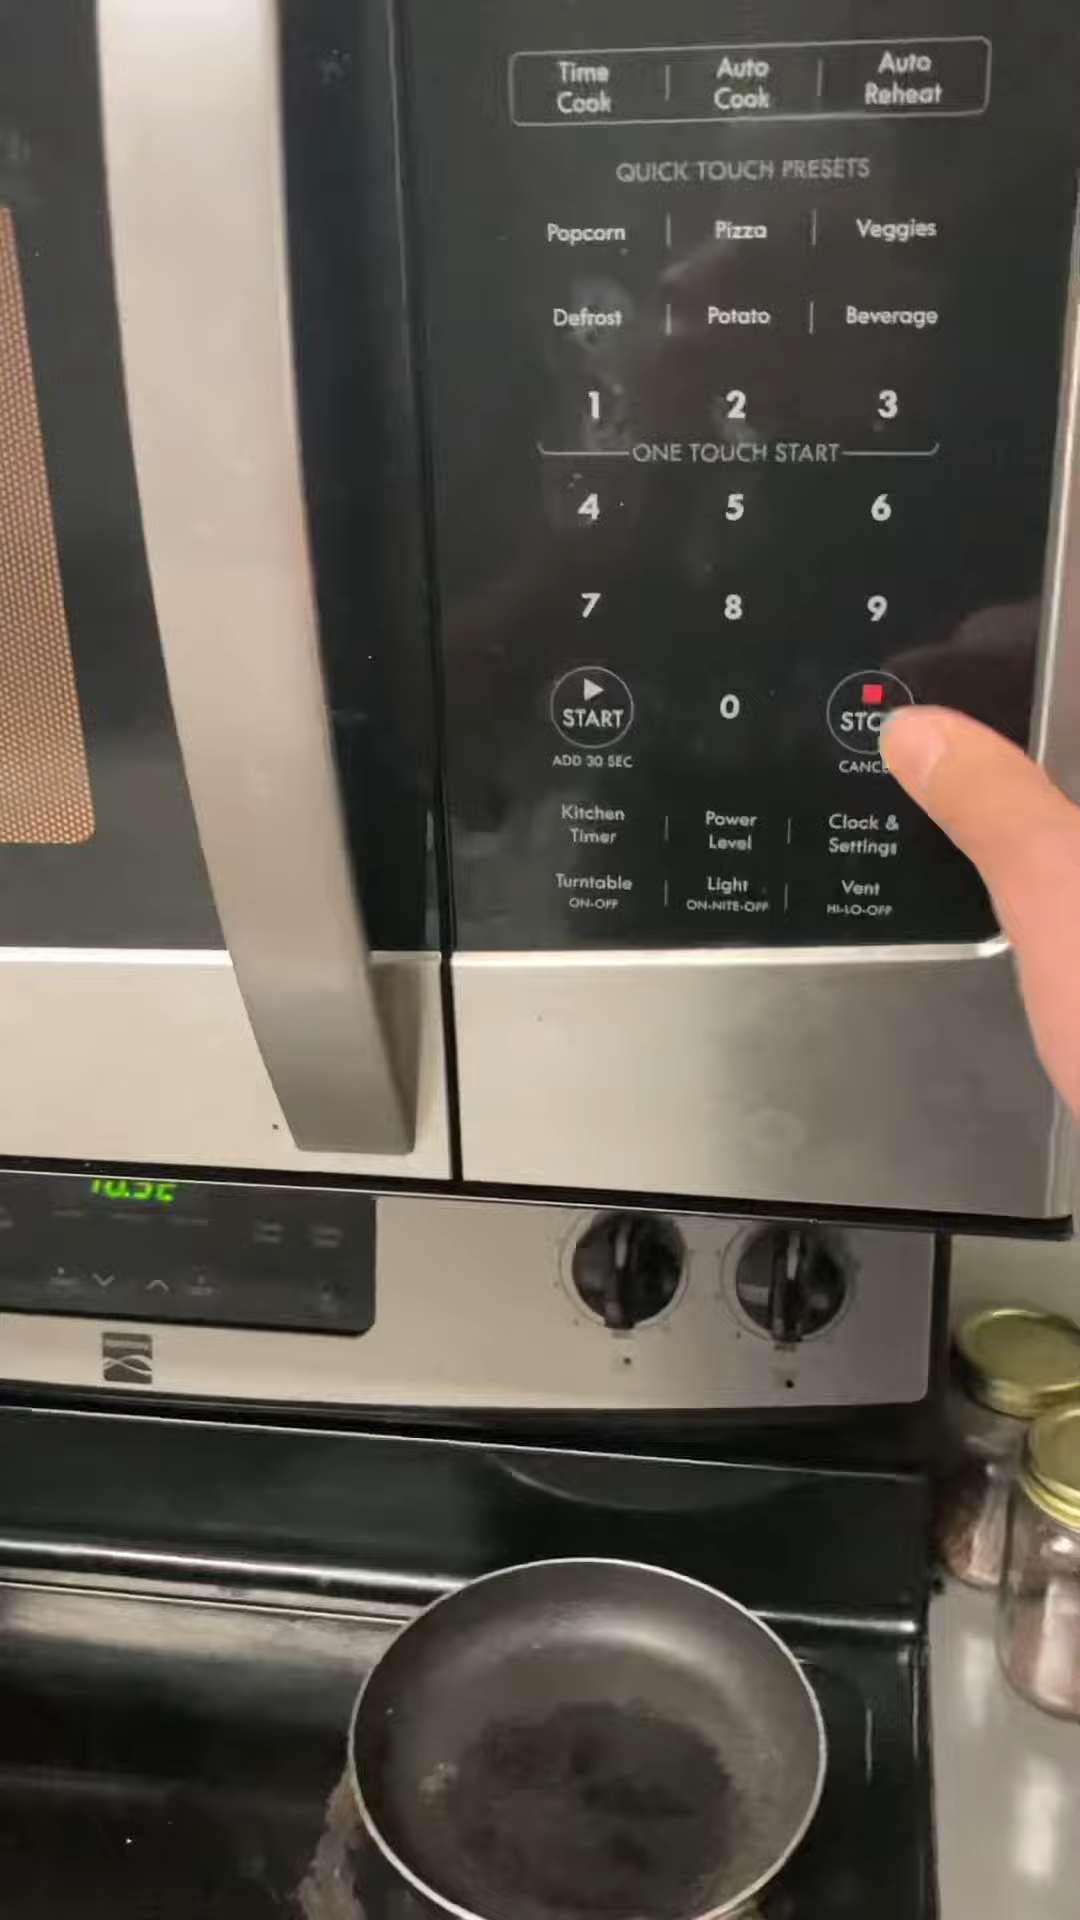 Time Cook
Auto Cook
Auto Reheat
QUICK TOUCH PRESETS
Popcorn
Pizza
Veggies
Defrost
Potato
Beverage
1
2
3
ONE TOUCH START
4
5
6
7
8
9
START
0
ADD 30 SEC
Kitchen Timer
Power Level
Clock & Settings
Turntable
ON-OFF
Light
ON-NITE-OFF
Vent
HI-LO-OFF